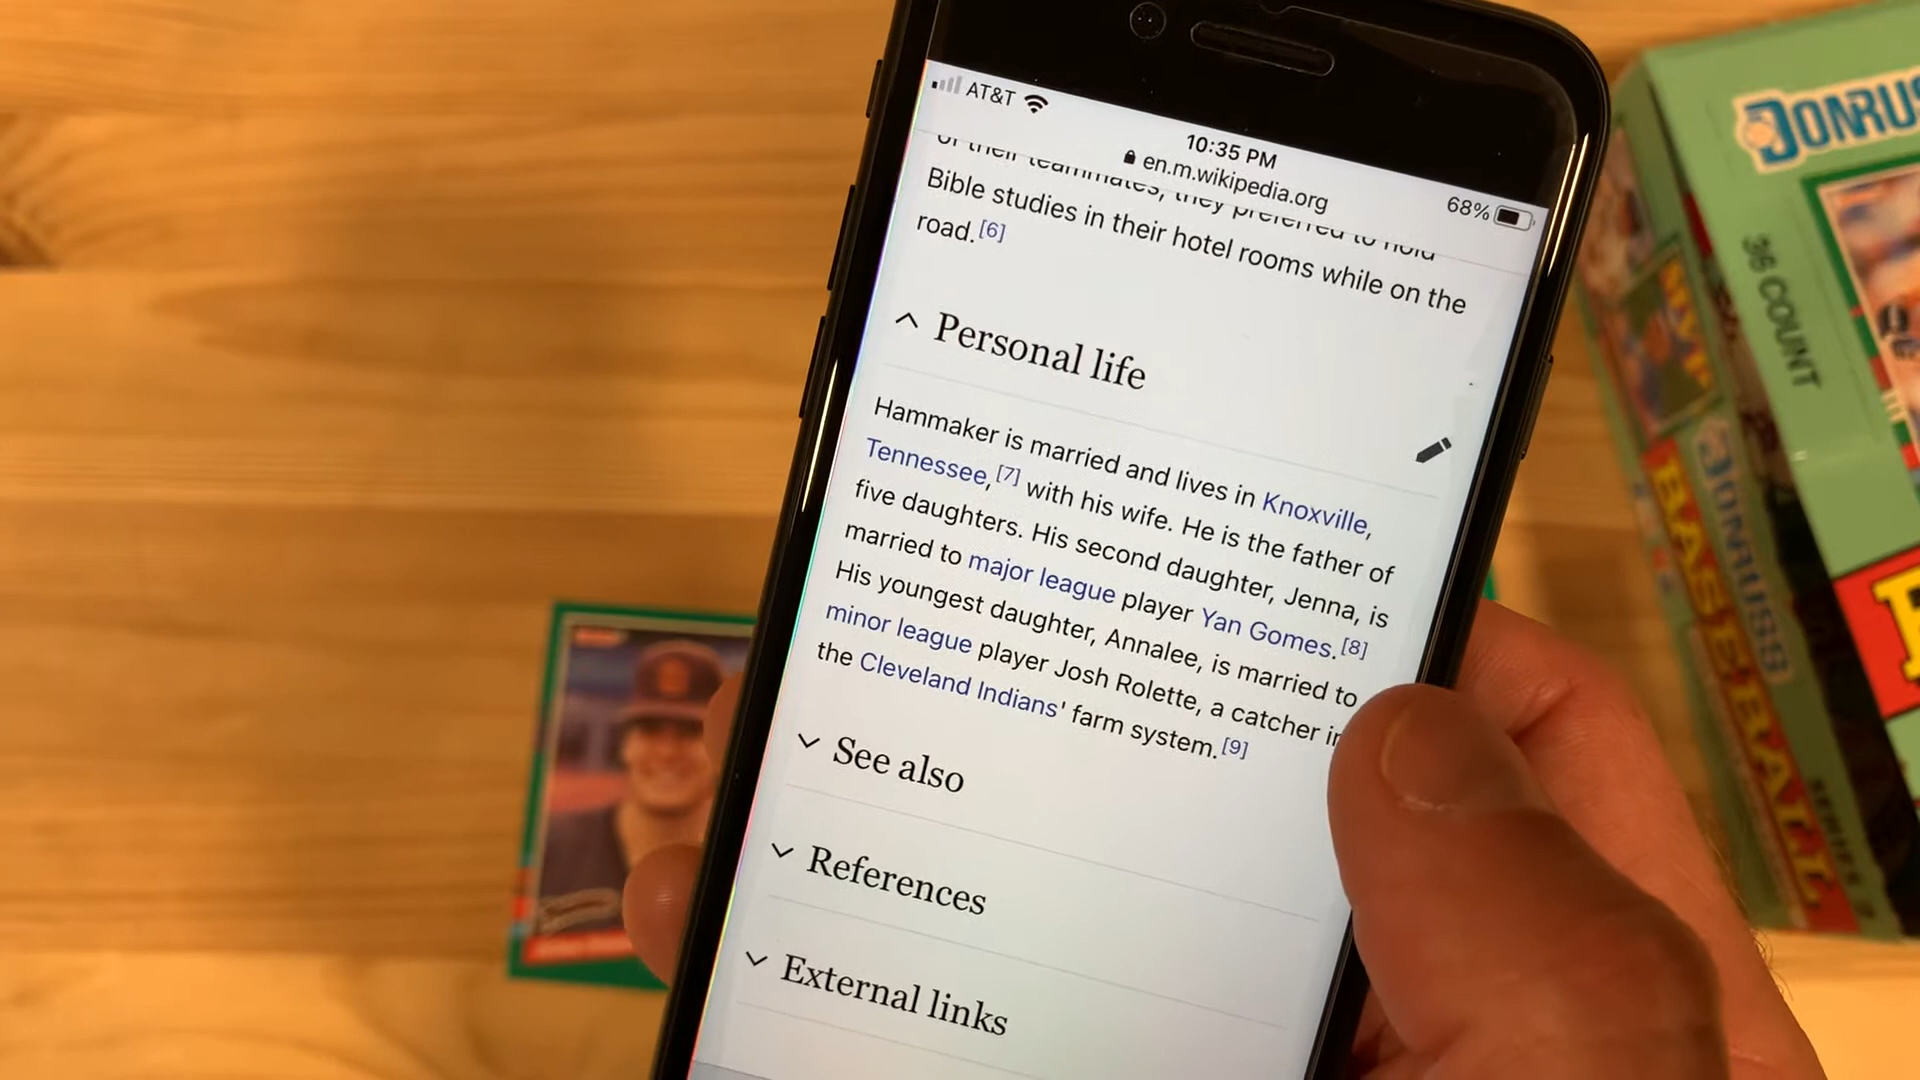 AT&T
10:35 PM
en.m.wikipedia.org
68%
of their teammates, they preferred to hold
Bible studies in their hotel rooms while on the
road.[6]
Personal life
Hammaker is married and lives in Knoxville,
Tennessee,[7] with his wife. He is the father of
five daughters. His second daughter, Jenna, is
married to major league player Yan Gomes.[8]
His youngest daughter, Annalee, is married to
minor league player Josh Rolette, a catcher in
the Cleveland Indians' farm system.[9]
See also
References
External links
DONRUS
36 COUNT
DONRUSS
BASEBALL
SERIES